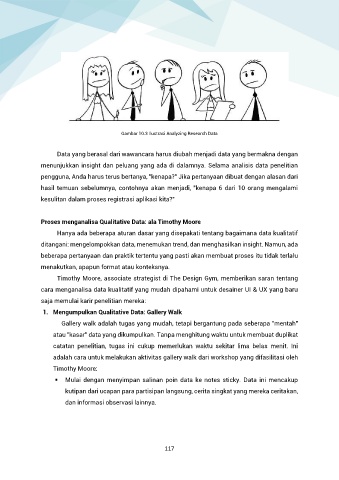 Gambar 10.3 Ilustrasi Analyzing Research Data
Data yang berasal dari wawancara harus diubah menjadi data yang bermakna dengan
menunjukkan insight dan peluang yang ada di dalamnya. Selama analisis data penelitian
pengguna, Anda harus terus bertanya, "kenapa?" Jika pertanyaan dibuat dengan alasan dari
hasil temuan sebelumnya, contohnya akan menjadi, "kenapa 6 dari 10 orang mengalami
kesulitan dalam proses registrasi aplikasi kita?"
Proses menganalisa Qualitative Data: ala Timothy Moore
Hanya ada beberapa aturan dasar yang disepakati tentang bagaimana data kualitatif
ditangani: mengelompokkan data, menemukan trend, dan menghasilkan insight. Namun, ada
beberapa pertanyaan dan praktik tertentu yang pasti akan membuat proses itu tidak terlalu
menakutkan, apapun format atau konteksnya.
Timothy Moore, associate strategist di The Design Gym, memberikan saran tentang
cara menganalisa data kualitatif yang mudah dipahami untuk desainer UI & UX yang baru
saja memulai karir penelitian mereka:
1. Mengumpulkan Qualitative Data: Gallery Walk
Gallery walk adalah tugas yang mudah, tetapi bergantung pada seberapa "mentah"
atau "kasar" data yang dikumpulkan. Tanpa menghitung waktu untuk membuat duplikat
catatan penelitian, tugas ini cukup memerlukan waktu sekitar lima belas menit. Ini
adalah cara untuk melakukan aktivitas gallery walk dari workshop yang difasilitasi oleh
Timothy Moore:
• Mulai dengan menyimpan salinan poin data ke notes sticky. Data ini mencakup
kutipan dari ucapan para partisipan langsung, cerita singkat yang mereka ceritakan,
dan informasi observasi lainnya.
117